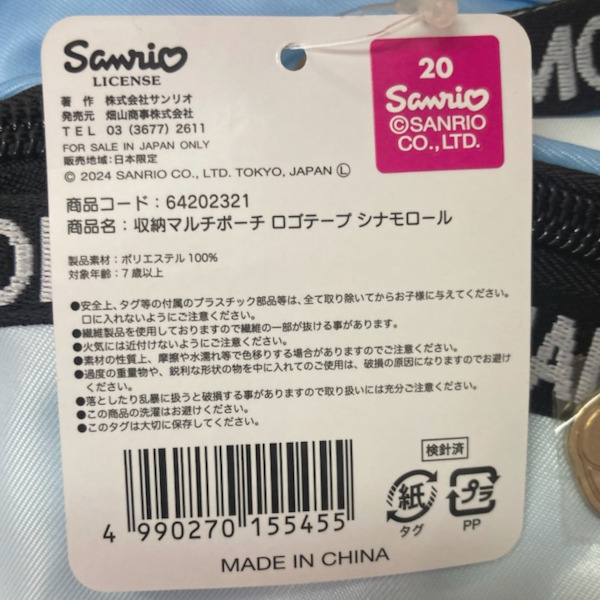 Sanrio
LICENSE
著 作 株式会社サンリオ
発売元 畑山商事株式会社
TEL 03 (3677) 2611
FOR SALE IN JAPAN ONLY
販売地域:日本限定
© 2024 SANRIO CO., LTD. TOKYO, JAPAN Ⓛ
20
Sanrio
©SANRIO
CO.,LTD.
商品コード:64202321
商品名:収納マルチポーチ ロゴテープ シナモロール
製品素材:ポリエステル100%
対象年齢:7歳以上
●安全上、タグ等の付属のプラスチック部品等は、全て取り除いてからお子様に与えてください。
口に入れないようにご注意ください。
●繊維製品を使用しておりますので繊維の一部が抜ける事があります。
●火気には近付けないようにご注意ください。
●素材の性質上、摩擦や水濡れ等で色移りする場合がありますのでご注意ください。
●過度の重量物や、鋭利な形状の物を中に入れてのご使用は、破損の原因になりますのでお避け
ください。
●落としたり乱暴に扱うと破損する事がありますので取り扱いには充分ご注意ください。
●この商品の洗濯はお避けください。
●このタグは大切に保存してください。
検針済
紙
タグ
プラ
PP
4 990270 155455
MADE IN CHINA